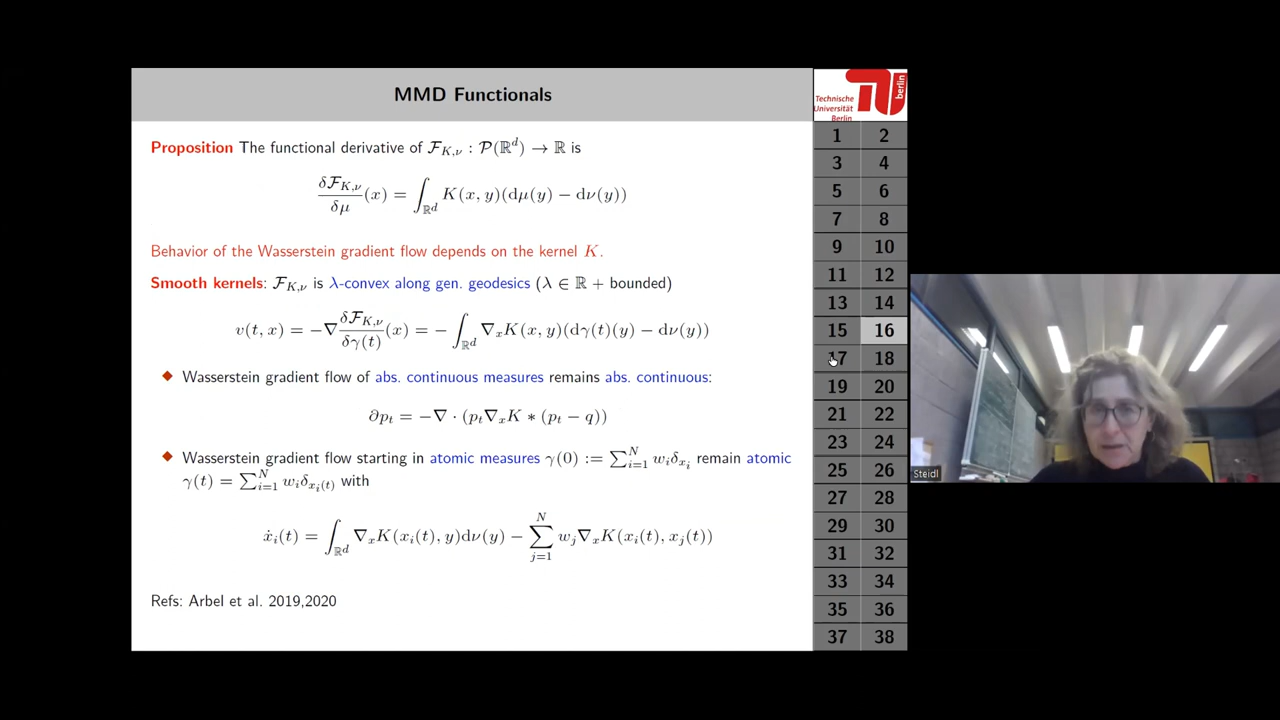 MMD Functionals
Proposition The functional derivative of F_{K,ν} : P(ℝ^d) → ℝ is
δF_{K,ν}/δμ (x) = ∫_{ℝ^d} K(x, y)(dμ(y) − dν(y))
Behavior of the Wasserstein gradient flow depends on the kernel K.
Smooth kernels: F_{K,ν} is λ-convex along gen. geodesics (λ ∈ ℝ + bounded)
v(t, x) = −∇ δF_{K,ν}/δγ(t) (x) = − ∫_{ℝ^d} ∇_x K(x, y)(dγ(t)(y) − dν(y))
◆ Wasserstein gradient flow of abs. continuous measures remains abs. continuous:
∂p_t = −∇ · (p_t ∇_x K ∗ (p_t − q))
◆ Wasserstein gradient flow starting in atomic measures γ(0) := ∑_{i=1}^N w_i δ_{x_i} remain atomic
γ(t) = ∑_{i=1}^N w_i δ_{x_i(t)} with
ẋ_i(t) = ∫_{ℝ^d} ∇_x K(x_i(t), y)dν(y) − ∑_{j=1}^N w_j ∇_x K(x_i(t), x_j(t))
Refs: Arbel et al. 2019,2020
Technische
Universität
Berlin
berlin
1 2
3 4
5 6
7 8
9 10
11 12
13 14
15 16
17 18
19 20
21 22
23 24
25 26
27 28
29 30
31 32
33 34
35 36
37 38
Steidl